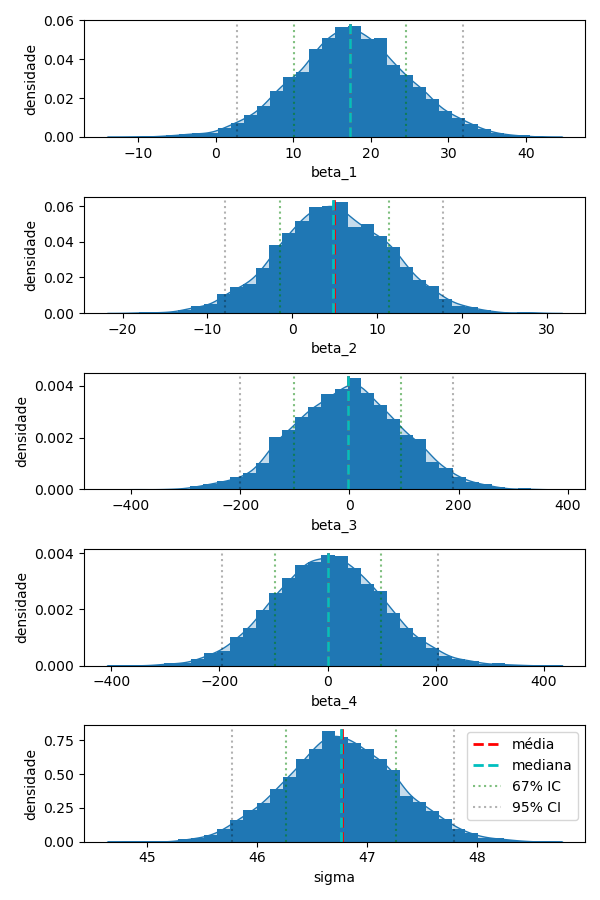 0.06
0.04
0.02
0.00
densidade
−10 0 10 20 30 40
beta_1
0.06
0.04
0.02
0.00
densidade
−20 −10 0 10 20 30
beta_2
0.004
0.002
0.000
densidade
−400 −200 0 200 400
beta_3
0.004
0.002
0.000
densidade
−400 −200 0 200 400
beta_4
0.75
0.50
0.25
0.00
densidade
média
mediana
67% IC
95% CI
45 46 47 48
sigma